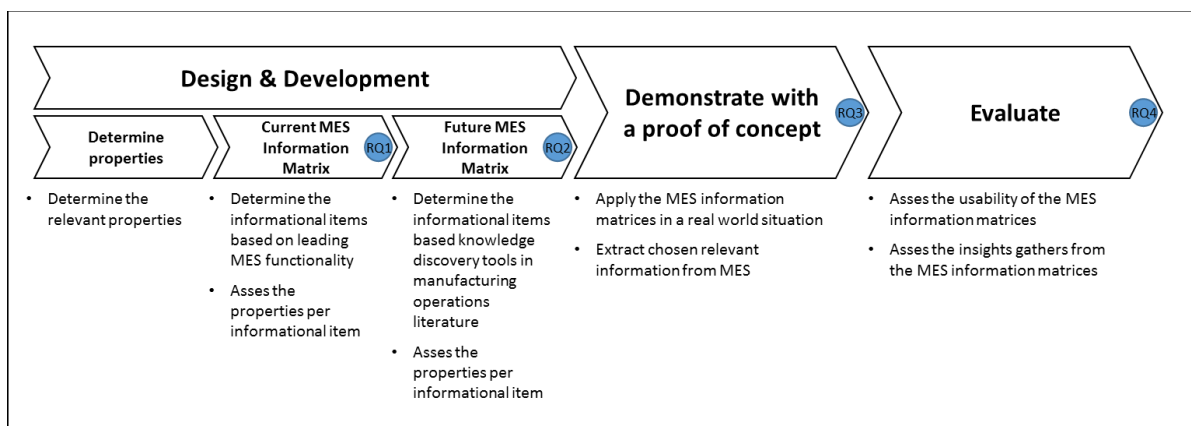 Design & Development
Determine
properties
Current MES
Information
Matrix
RQ1
Future MES
Information
Matrix
RQ2
Demonstrate with
a proof of concept
RQ3
Evaluate
RQ4
• Determine the
relevant properties
• Determine the
informational items
based on leading
MES functionality
• Asses the
properties per
informational item
• Determine the
informational items
based knowledge
discovery tools in
manufacturing
operations
literature
• Asses the
properties per
informational item
• Apply the MES information
matrices in a real world situation
• Extract chosen relevant
information from MES
• Asses the usability of the MES
information matrices
• Asses the insights gathers from
the MES information matrices